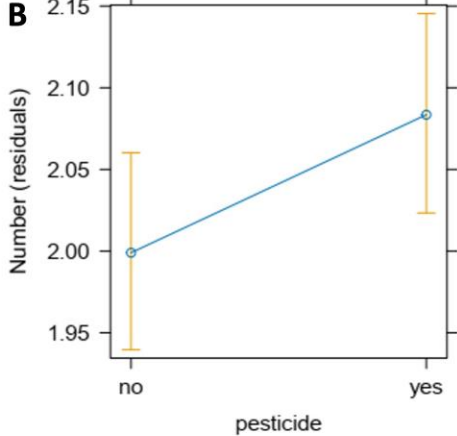 B
2.15
2.10
2.05
2.00
1.95
Number (residuals)
no yes
pesticide